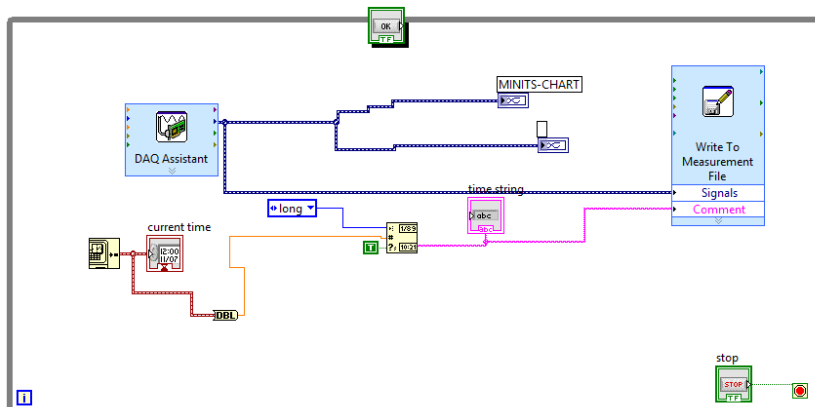 OK
TF
MINITS-CHART
DAQ Assistant
Write To
Measurement
File
Signals
Comment
time string
abc
abc
long
1/89
#
10:21
T
current time
12:00
11/07
DBL
stop
STOP
TF
i